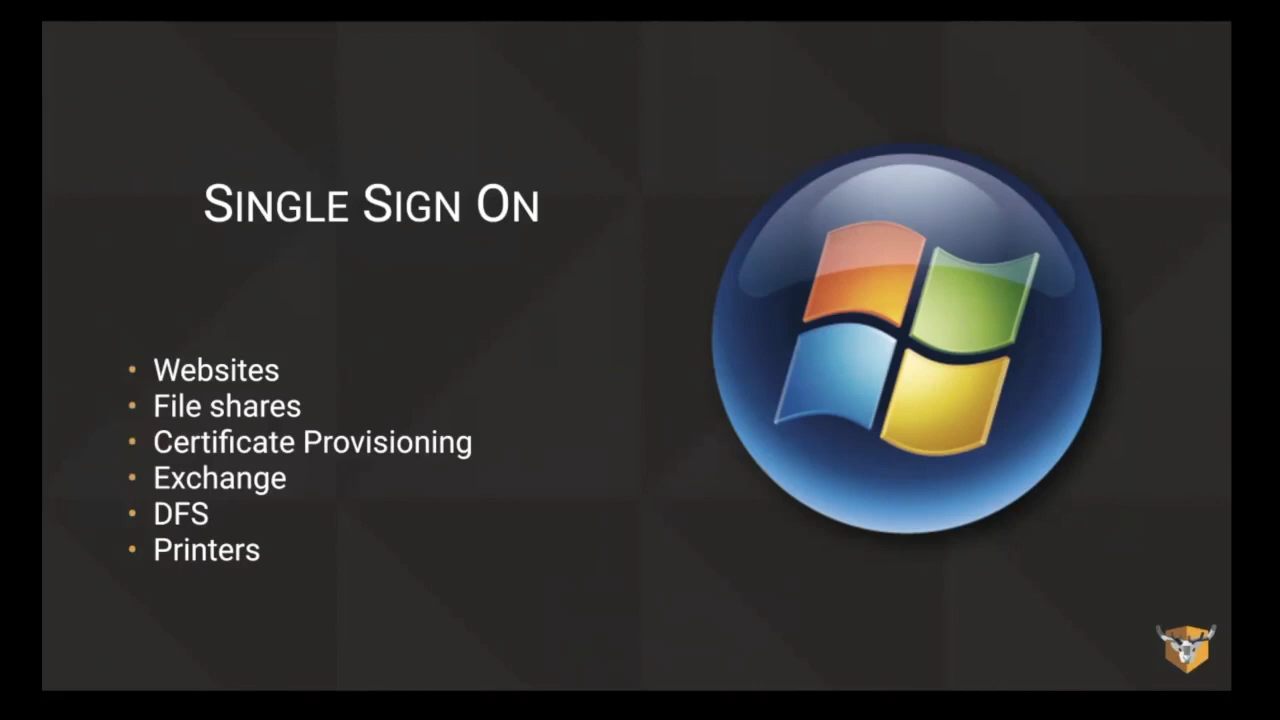 SINGLE SIGN ON
• Websites
• File shares
• Certificate Provisioning
• Exchange
• DFS
• Printers